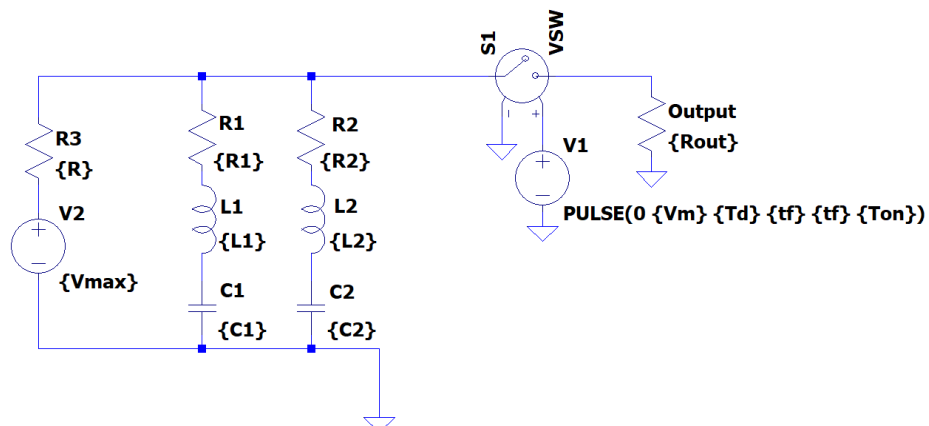 S1
VSW
R3
{R}
R1
{R1}
R2
{R2}
Output
{Rout}
V1
+
−
PULSE(0 {Vm} {Td} {tf} {tf} {Ton})
V2
+
−
{Vmax}
L1
{L1}
L2
{L2}
C1
{C1}
C2
{C2}
− +